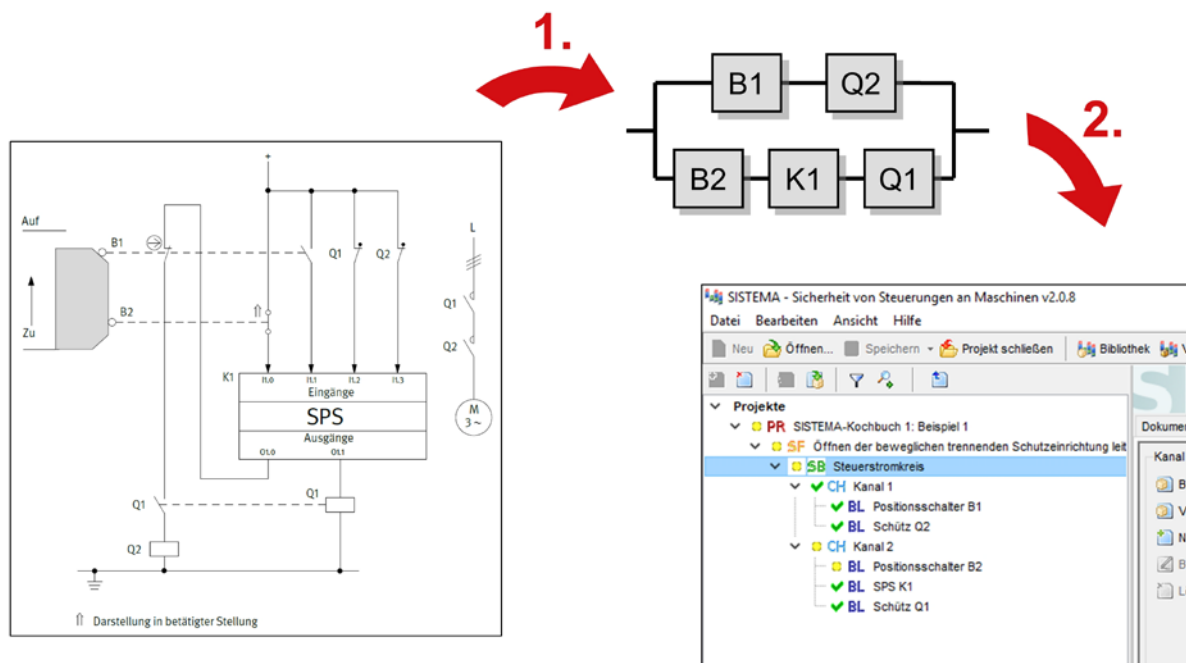 1.
B1 Q2
B2 K1 Q1
2.
+
Auf
B1
Q1 Q2
L
B2
Q1
Zu
Q2
K1 I1.0 I1.1 I1.2 I1.3
Eingänge
SPS
Ausgänge
O1.0 O1.1
M
3 ~
Q1 Q1
Q2
⇑ Darstellung in betätigter Stellung
SISTEMA - Sicherheit von Steuerungen an Maschinen v2.0.8
Datei Bearbeiten Ansicht Hilfe
Neu Öffnen... Speichern Projekt schließen Bibliothek V
Projekte
PR SISTEMA-Kochbuch 1: Beispiel 1
SF Öffnen der beweglichen trennenden Schutzeinrichtung leit
SB Steuerstromkreis
CH Kanal 1
BL Positionsschalter B1
BL Schütz Q2
CH Kanal 2
BL Positionsschalter B2
BL SPS K1
BL Schütz Q1
Dokumen
Kanal
B
V
N
B
L